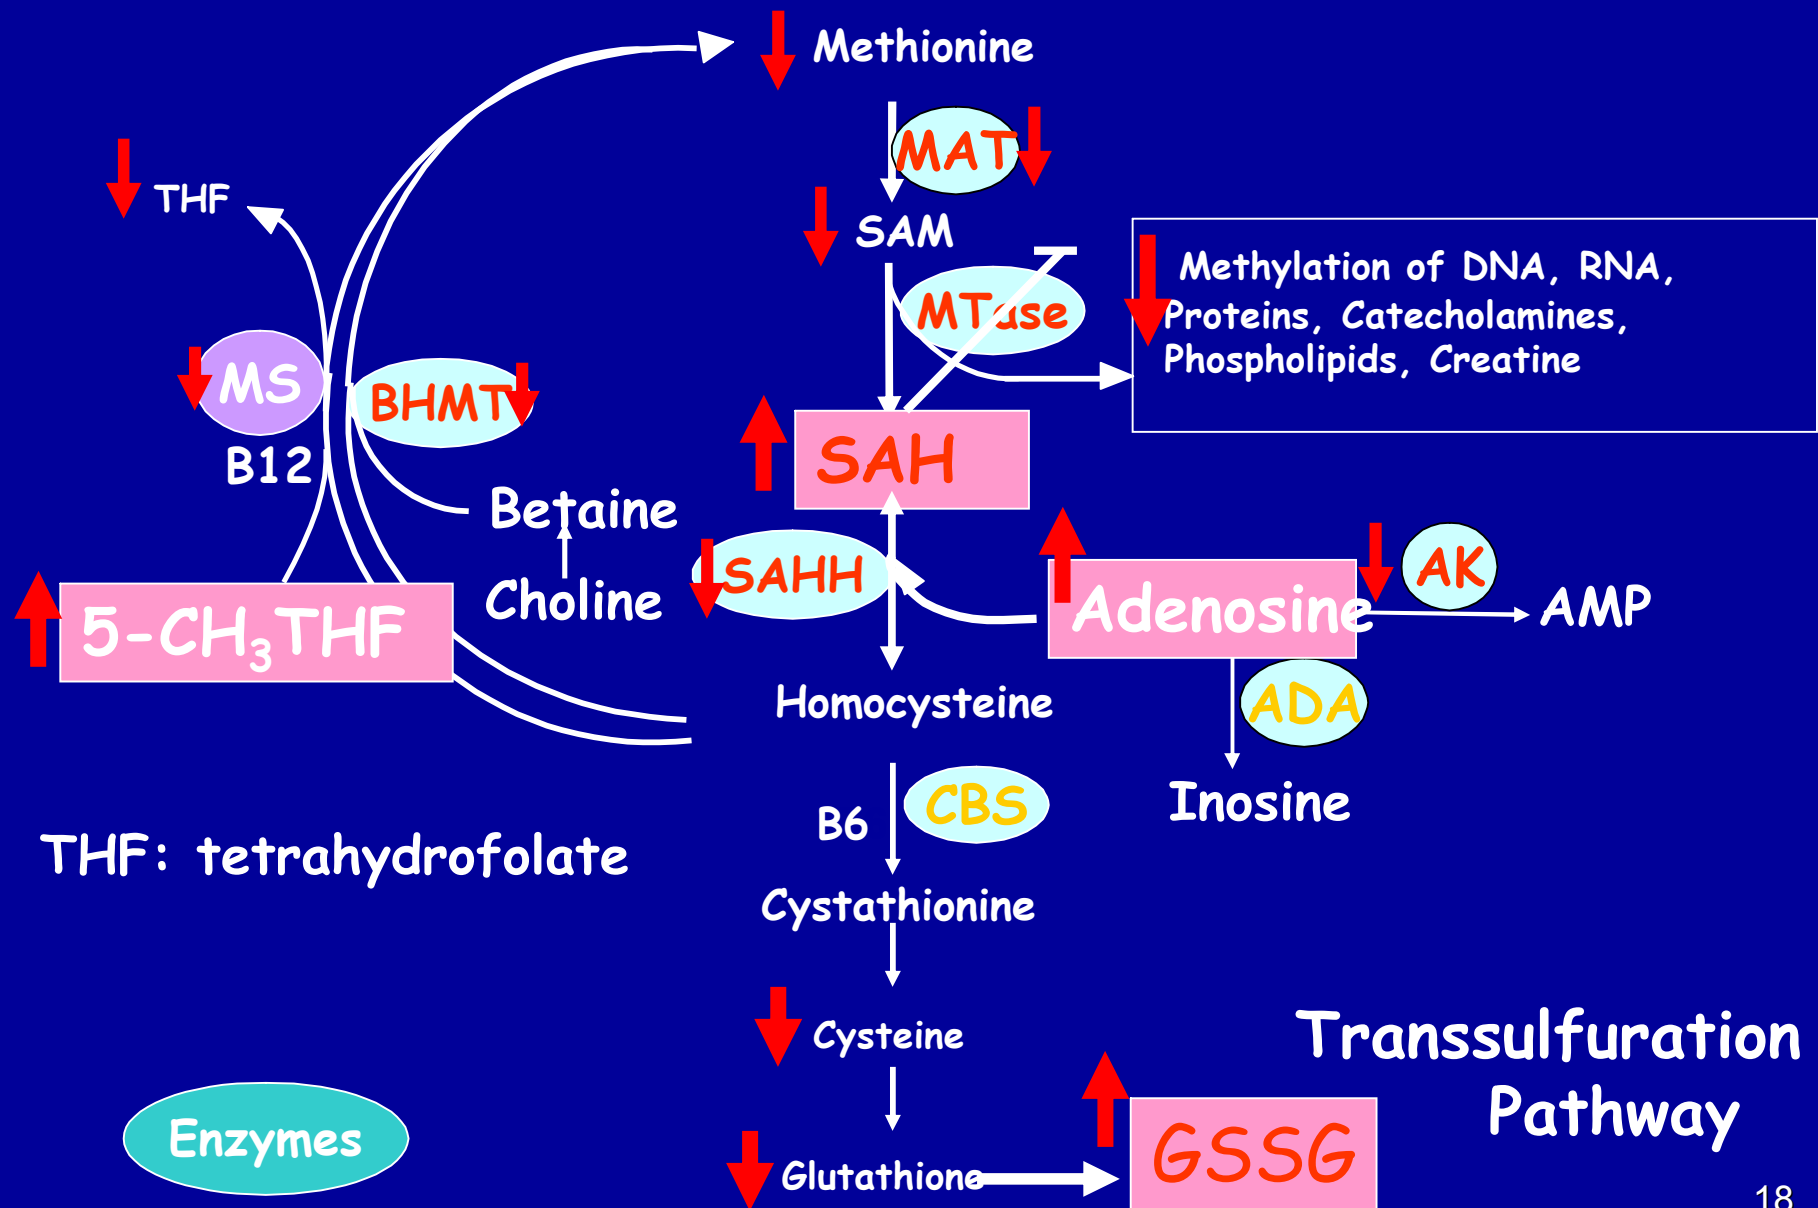 Methionine
MAT
THF
SAM
Methylation of DNA, RNA,
Proteins, Catecholamines,
Phospholipids, Creatine
MTase
MS
BHMT
B12
SAH
Betaine
SAHH
AK
Choline
Adenosine
AMP
5-CH₃THF
Homocysteine
ADA
B6
CBS
Inosine
THF: tetrahydrofolate
Cystathionine
Cysteine
Transsulfuration
Pathway
Enzymes
Glutathione
GSSG
18